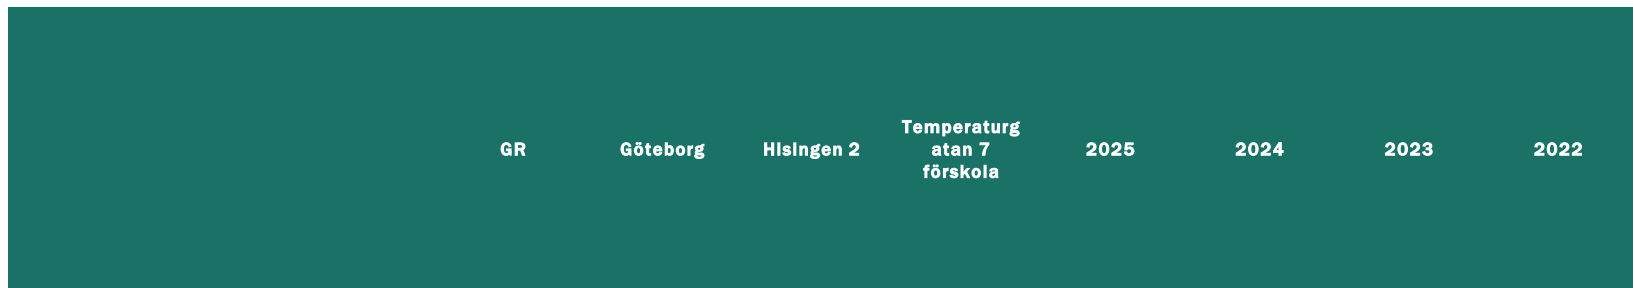 GR Göteborg Hisingen 2 Temperaturg
atan 7
förskola 2025 2024 2023 2022